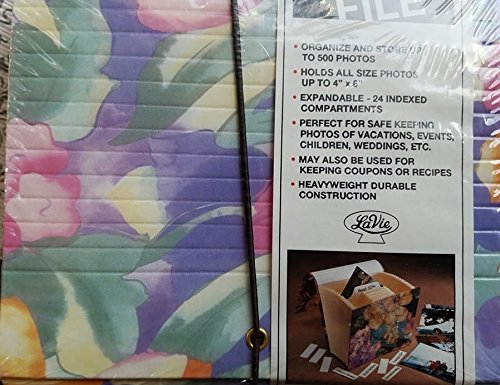 FILE
• ORGANIZE AND STORE UP
TO 500 PHOTOS
• HOLDS ALL SIZE PHOTOS
UP TO 4" x 6"
• EXPANDABLE - 24 INDEXED
COMPARTMENTS
• PERFECT FOR SAFE KEEPING
PHOTOS OF VACATIONS, EVENTS,
CHILDREN, WEDDINGS, ETC.
• MAY ALSO BE USED FOR
KEEPING COUPONS OR RECIPES
• HEAVYWEIGHT DURABLE
CONSTRUCTION
LaVie